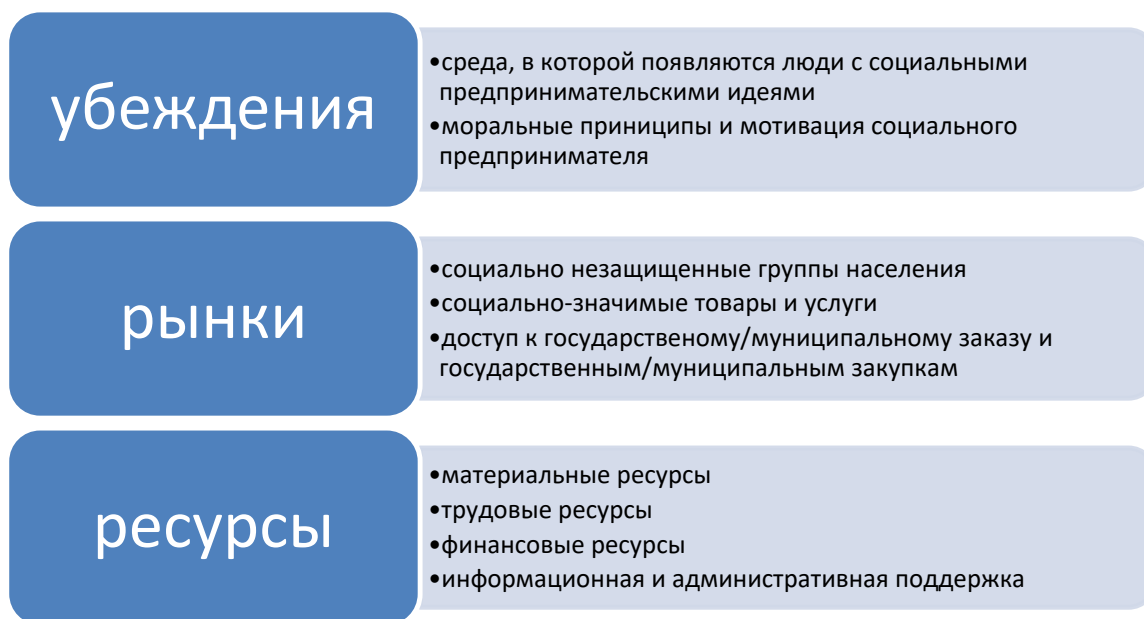 убеждения
•среда, в которой появляются люди с социальными
предпринимательскими идеями
•моральные приниципы и мотивация социального
предпринимателя
рынки
•социально незащищенные группы населения
•социально-значимые товары и услуги
•доступ к государственому/муниципальному заказу и
государственным/муниципальным закупкам
ресурсы
•материальные ресурсы
•трудовые ресурсы
•финансовые ресурсы
•информационная и административная поддержка